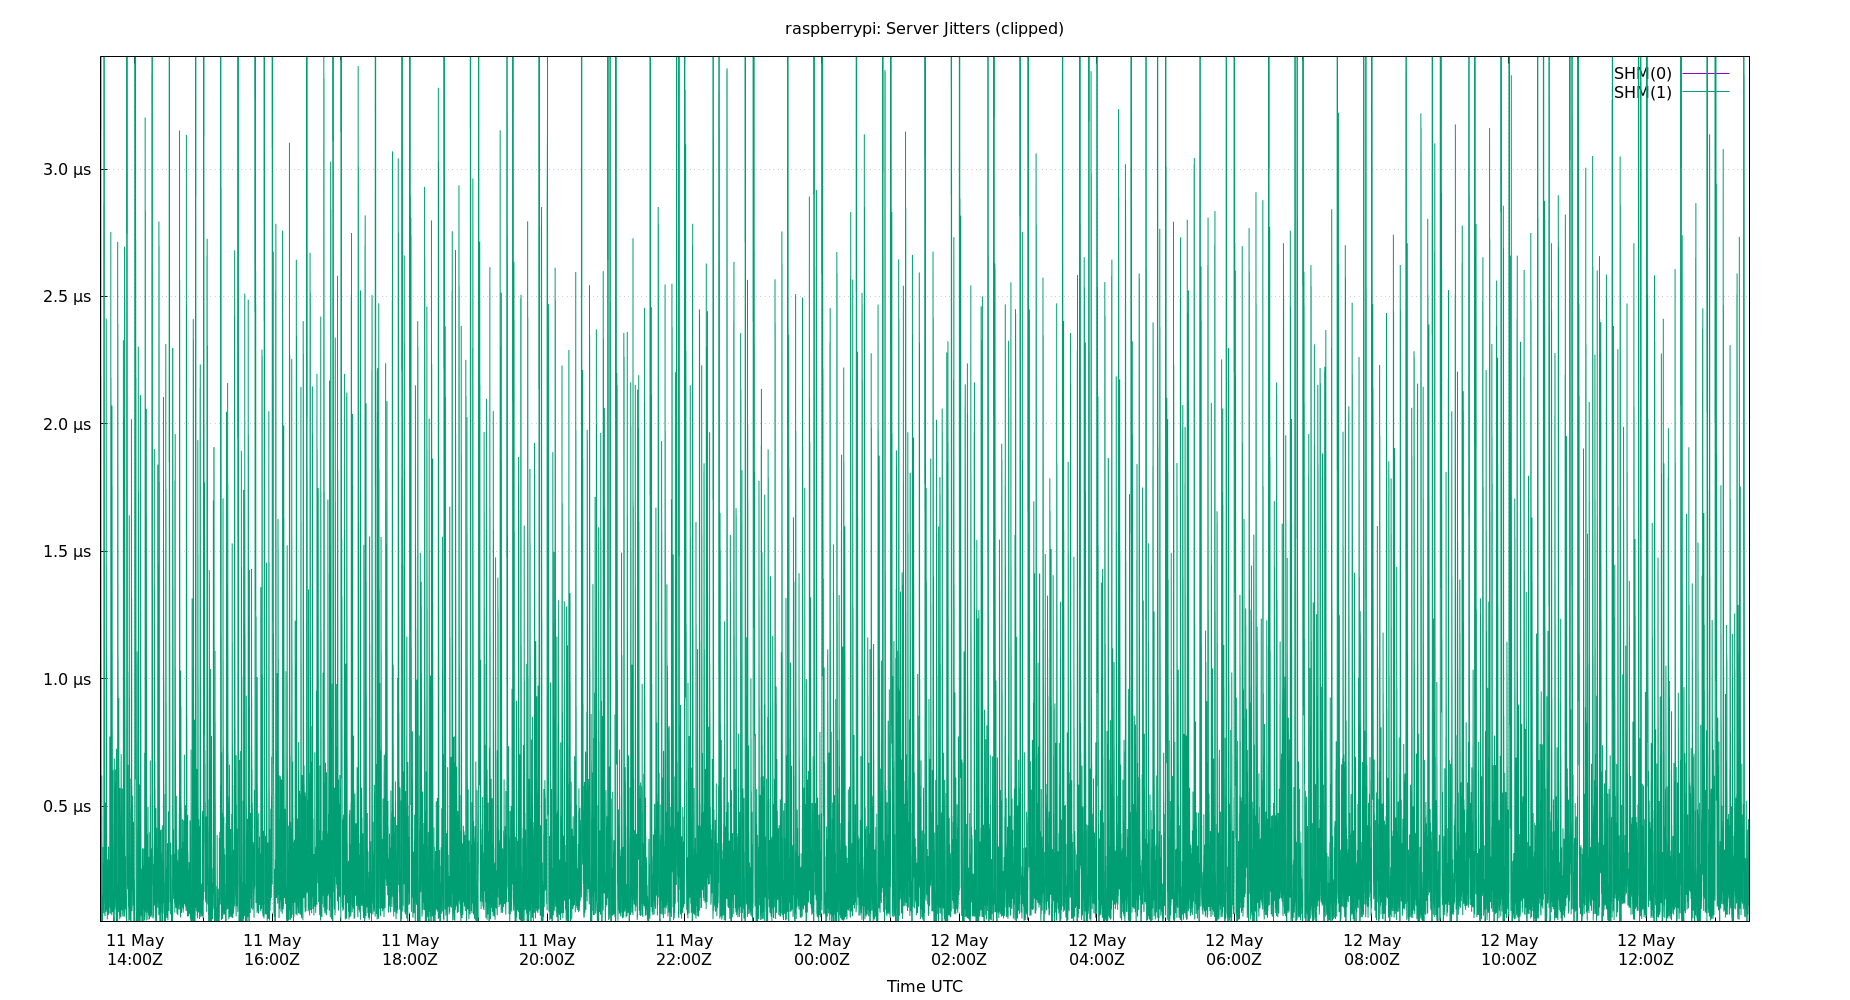 raspberrypi: Server Jitters (clipped)
SHM(0)
SHM(1)
3.0 µs
2.5 µs
2.0 µs
1.5 µs
1.0 µs
0.5 µs
11 May 11 May 11 May 11 May 11 May 12 May 12 May 12 May 12 May 12 May 12 May 12 May
14:00Z 16:00Z 18:00Z 20:00Z 22:00Z 00:00Z 02:00Z 04:00Z 06:00Z 08:00Z 10:00Z 12:00Z
Time UTC